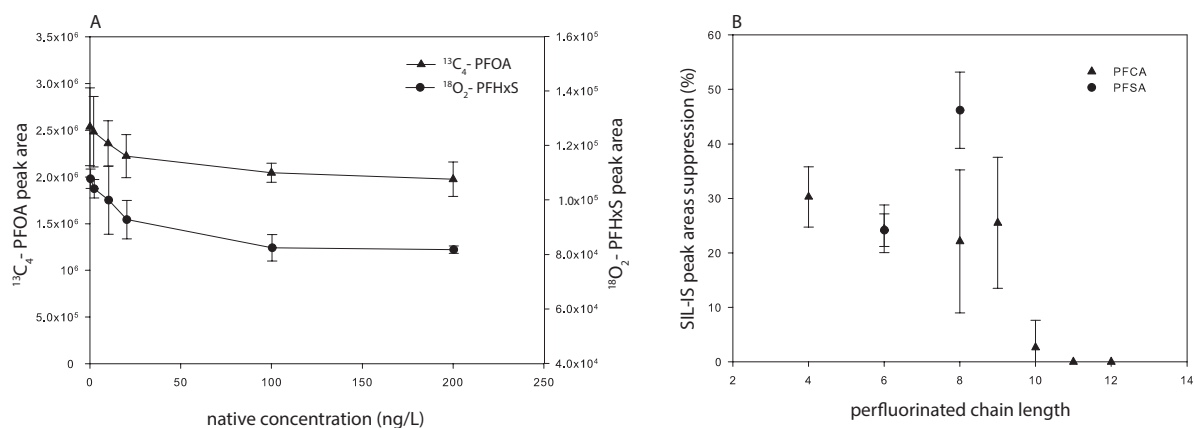 A
3.5x10⁶
3.0x10⁶
2.5x10⁶
2.0x10⁶
1.5x10⁶
1x10⁶
5.0x10⁵
0
¹³C₄- PFOA peak area
¹³C₄- PFOA
¹⁸O₂- PFHxS
1.6x10⁵
1.4x10⁵
1.2x10⁵
1.0x10⁵
8.0x10⁴
6.0x10⁴
4.0x10⁴
¹⁸O₂- PFHxS peak area
0 50 100 150 200 250
native concentration (ng/L)
B
60
50
40
30
20
10
0
SIL-IS peak areas suppression (%)
PFCA
PFSA
2 4 6 8 10 12 14
perfluorinated chain length